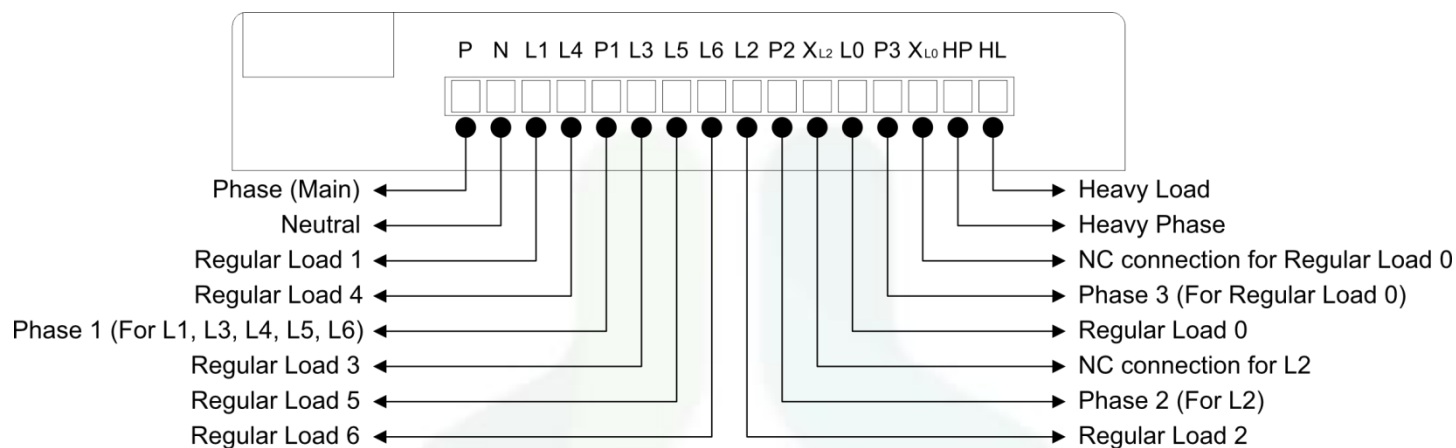 P N L1 L4 P1 L3 L5 L6 L2 P2 XL2 L0 P3 XL0 HP HL
Phase (Main)
Neutral
Regular Load 1
Regular Load 4
Phase 1 (For L1, L3, L4, L5, L6)
Regular Load 3
Regular Load 5
Regular Load 6
Heavy Load
Heavy Phase
NC connection for Regular Load 0
Phase 3 (For Regular Load 0)
Regular Load 0
NC connection for L2
Phase 2 (For L2)
Regular Load 2